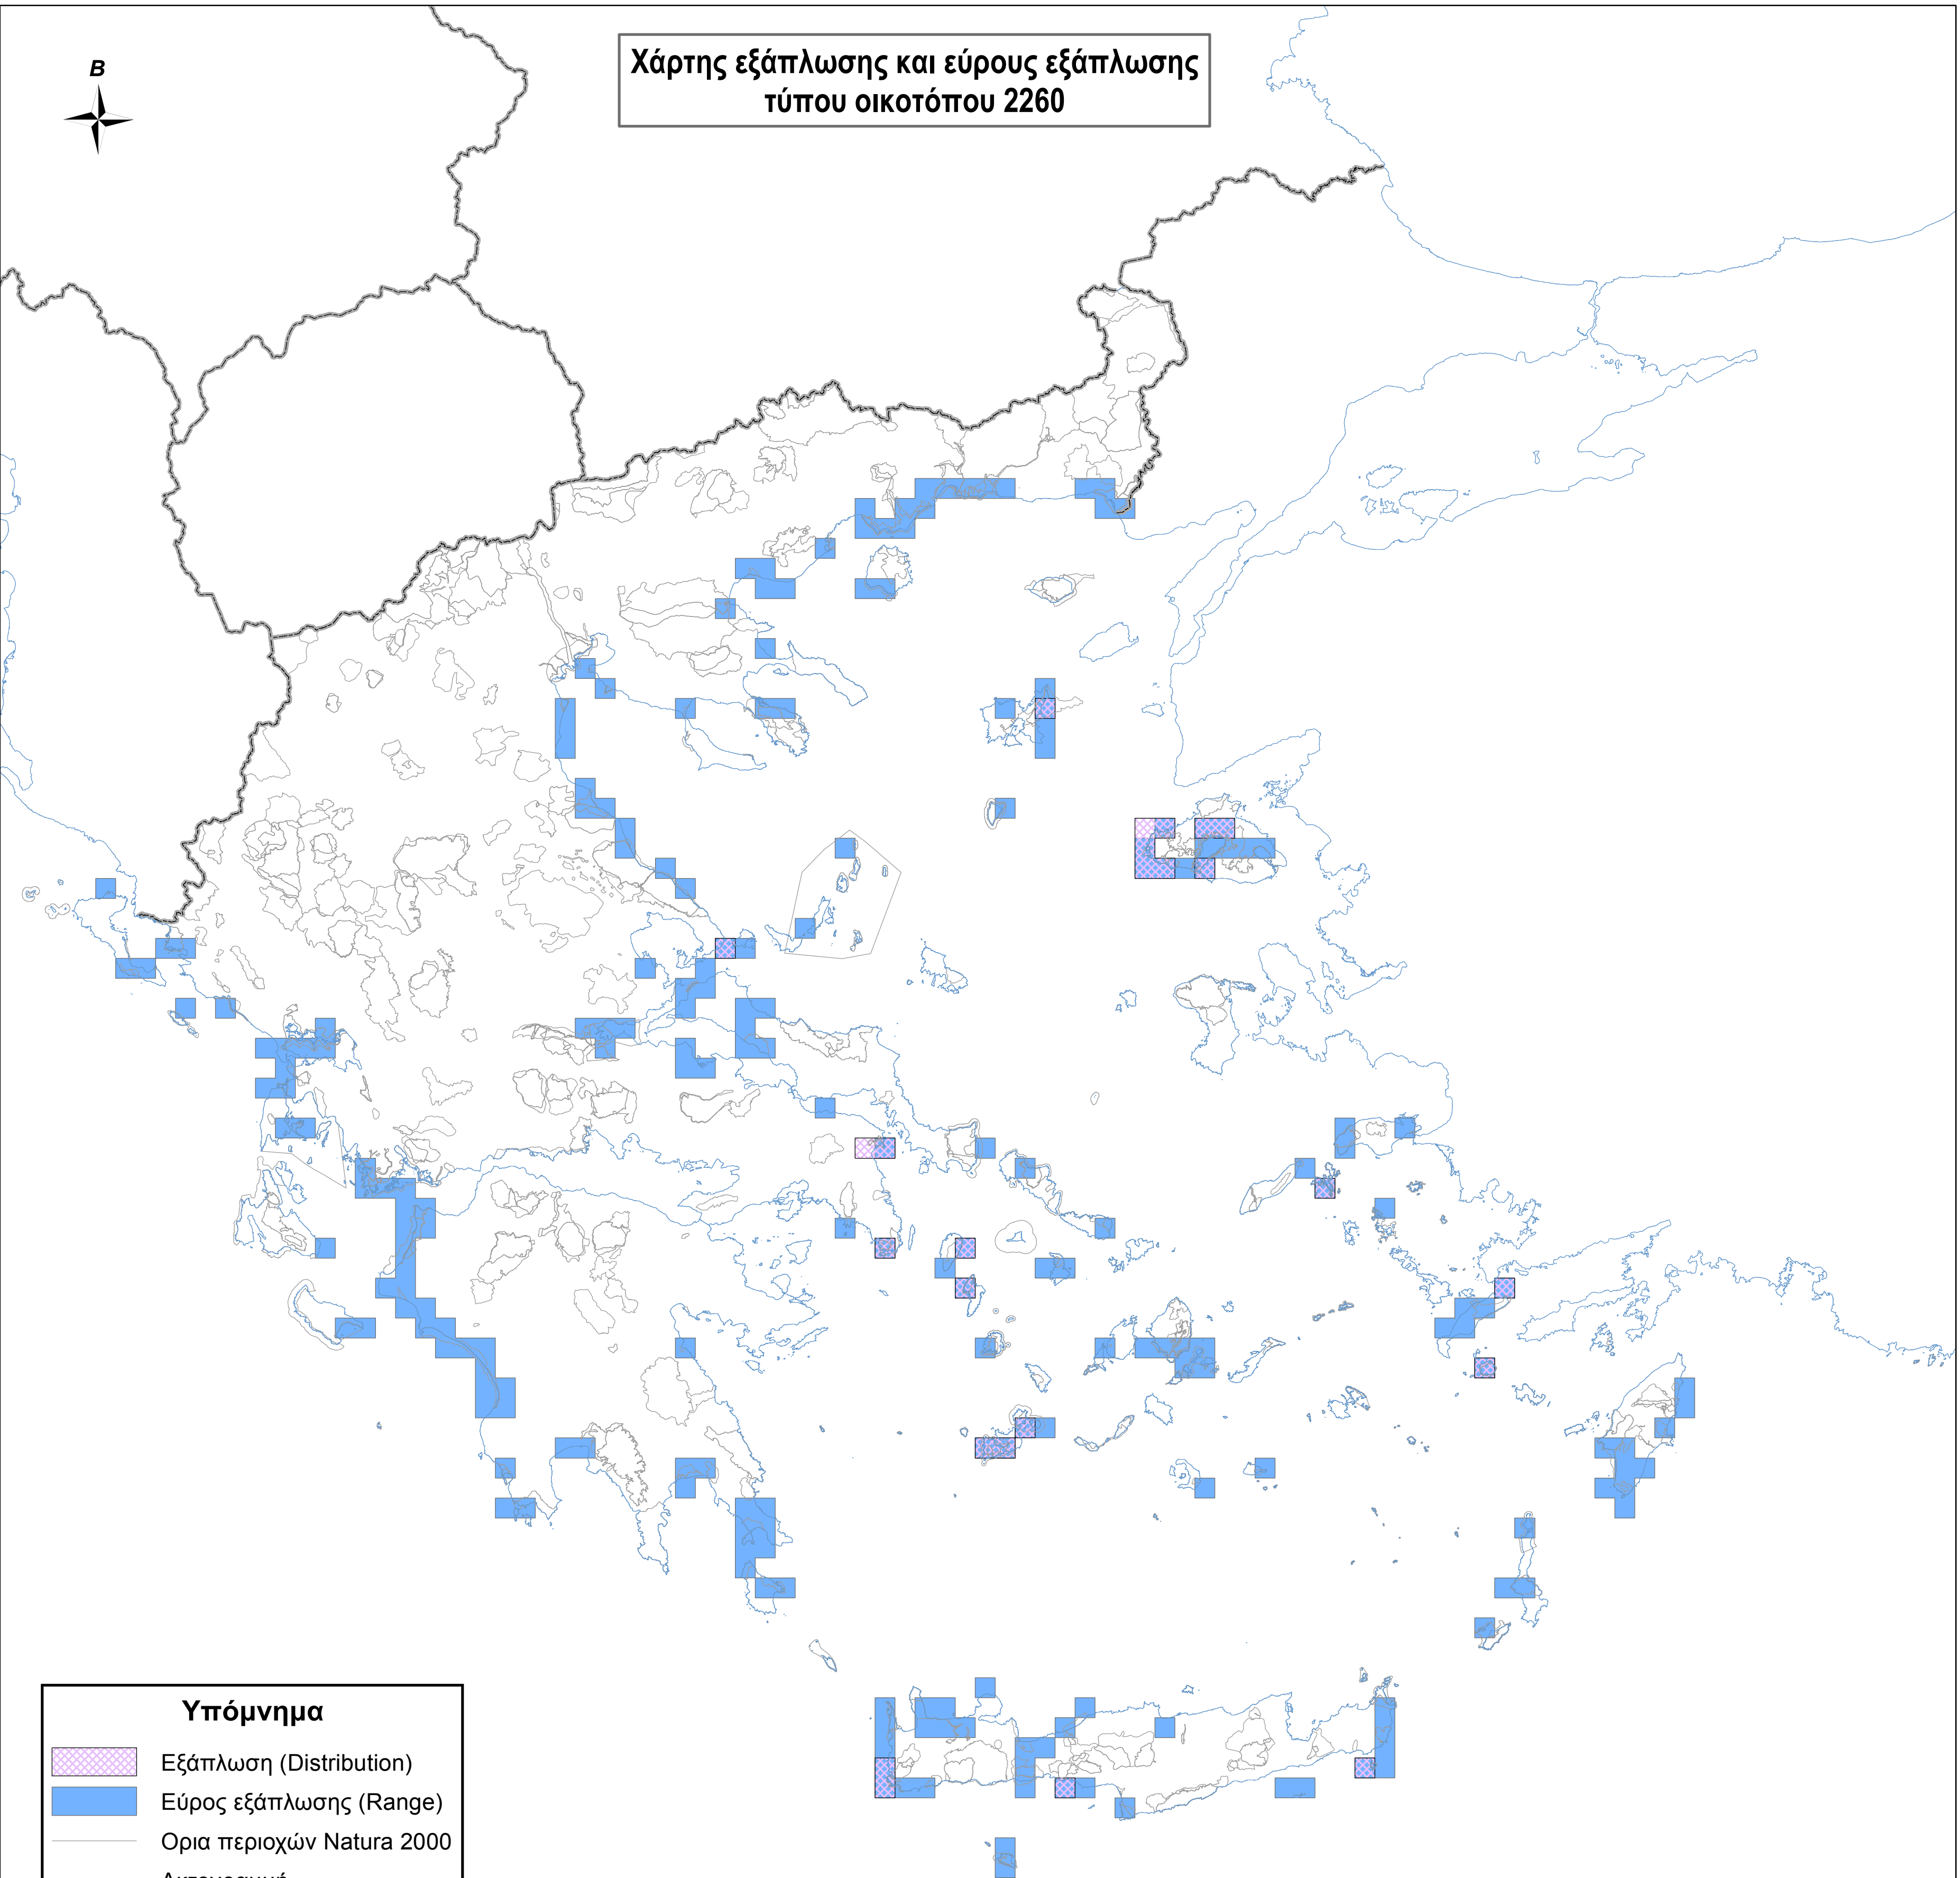 Β
Χάρτης εξάπλωσης και εύρους εξάπλωσης
τύπου οικοτόπου 2260
Υπόμνημα
Εξάπλωση (Distribution)
Εύρος εξάπλωσης (Range)
Ορια περιοχών Natura 2000